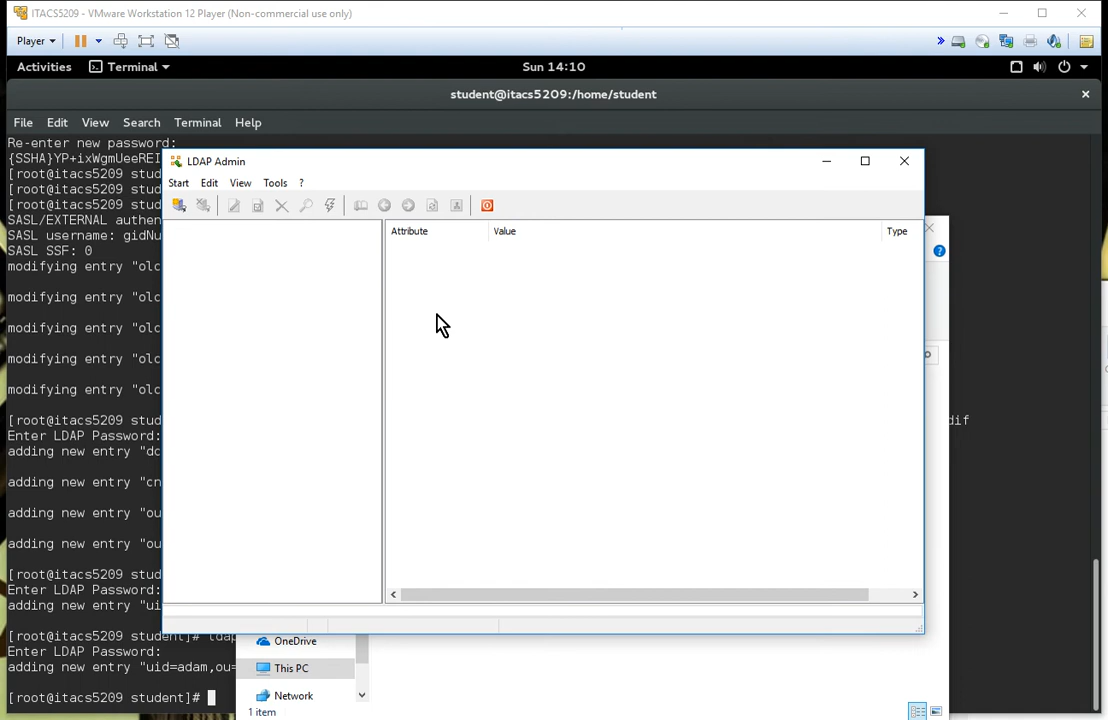 ITACS5209 - VMware Workstation 12 Player (Non-commercial use only)
Player
Activities Terminal Sun 14:10
student@itacs5209:/home/student
File Edit View Search Terminal Help
Re-enter new password:
{SSHA}YP+ixWgmUeeREI
[root@itacs5209 stud
[root@itacs5209 stud
[root@itacs5209 stud
SASL/EXTERNAL authen
SASL username: gidNu
SASL SSF: 0
modifying entry "olc
modifying entry "olc
modifying entry "olc
modifying entry "olc
modifying entry "olc
[root@itacs5209 stud dif
Enter LDAP Password:
adding new entry "dc
adding new entry "cn
adding new entry "ou
adding new entry "ou
[root@itacs5209 stud
Enter LDAP Password:
adding new entry "ui
[root@itacs5209 student]# ldap
Enter LDAP Password:
adding new entry "uid=adam,ou=
[root@itacs5209 student]#
LDAP Admin
Start Edit View Tools ?
Attribute Value Type
OneDrive
This PC
Network
1 item